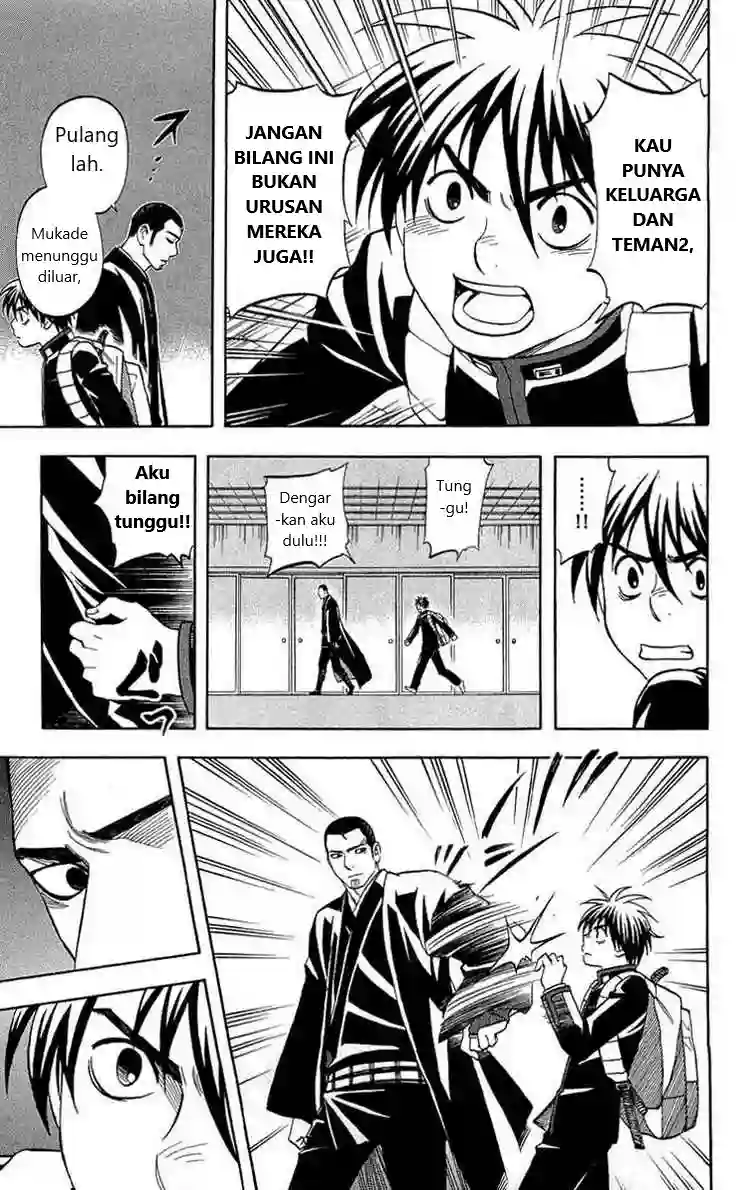 KAU
PUNYA
KELUARGA
DAN
TEMAN2,
JANGAN
BILANG INI
BUKAN
URUSAN
MEREKA
JUGA!!
Pulang
lah.
Mukade
menunggu
diluar,
......!!
Tung
-gu!
Dengar
-kan aku
dulu!!!
Aku
bilang
tunggu!!